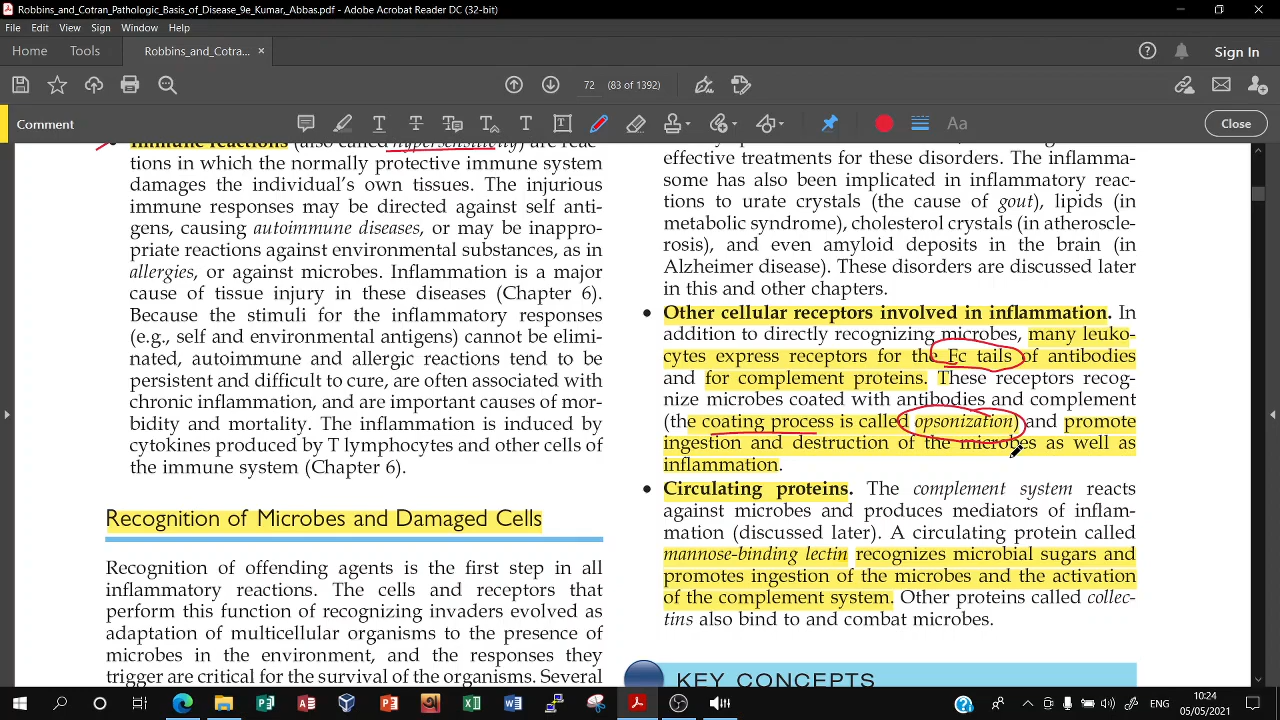 Robbins_and_Cotran_Pathologic_Basis_of_Disease_9e_Kumar_Abbas.pdf - Adobe Acrobat Reader DC (32-bit)
File Edit View Sign Window Help
Home Tools Robbins_and_Cotra... × Sign In
72 (83 of 1392)
Comment Aa Close
Immune reactions (also called hypersensitivity) are reac-
tions in which the normally protective immune system
damages the individual's own tissues. The injurious
immune responses may be directed against self anti-
gens, causing autoimmune diseases, or may be inappro-
priate reactions against environmental substances, as in
allergies, or against microbes. Inflammation is a major
cause of tissue injury in these diseases (Chapter 6).
Because the stimuli for the inflammatory responses
(e.g., self and environmental antigens) cannot be elimi-
nated, autoimmune and allergic reactions tend to be
persistent and difficult to cure, are often associated with
chronic inflammation, and are important causes of mor-
bidity and mortality. The inflammation is induced by
cytokines produced by T lymphocytes and other cells of
the immune system (Chapter 6).
Recognition of Microbes and Damaged Cells
Recognition of offending agents is the first step in all
inflammatory reactions. The cells and receptors that
perform this function of recognizing invaders evolved as
adaptation of multicellular organisms to the presence of
microbes in the environment, and the responses they
trigger are critical for the survival of the organisms. Several
effective treatments for these disorders. The inflamma-
some has also been implicated in inflammatory reac-
tions to urate crystals (the cause of gout), lipids (in
metabolic syndrome), cholesterol crystals (in atheroscle-
rosis), and even amyloid deposits in the brain (in
Alzheimer disease). These disorders are discussed later
in this and other chapters.
• Other cellular receptors involved in inflammation. In
addition to directly recognizing microbes, many leuko-
cytes express receptors for the Fc tails of antibodies
and for complement proteins. These receptors recog-
nize microbes coated with antibodies and complement
(the coating process is called opsonization) and promote
ingestion and destruction of the microbes as well as
inflammation.
• Circulating proteins. The complement system reacts
against microbes and produces mediators of inflam-
mation (discussed later). A circulating protein called
mannose-binding lectin recognizes microbial sugars and
promotes ingestion of the microbes and the activation
of the complement system. Other proteins called collec-
tins also bind to and combat microbes.
KEY CONCEPTS
ENG 10:24
05/05/2021